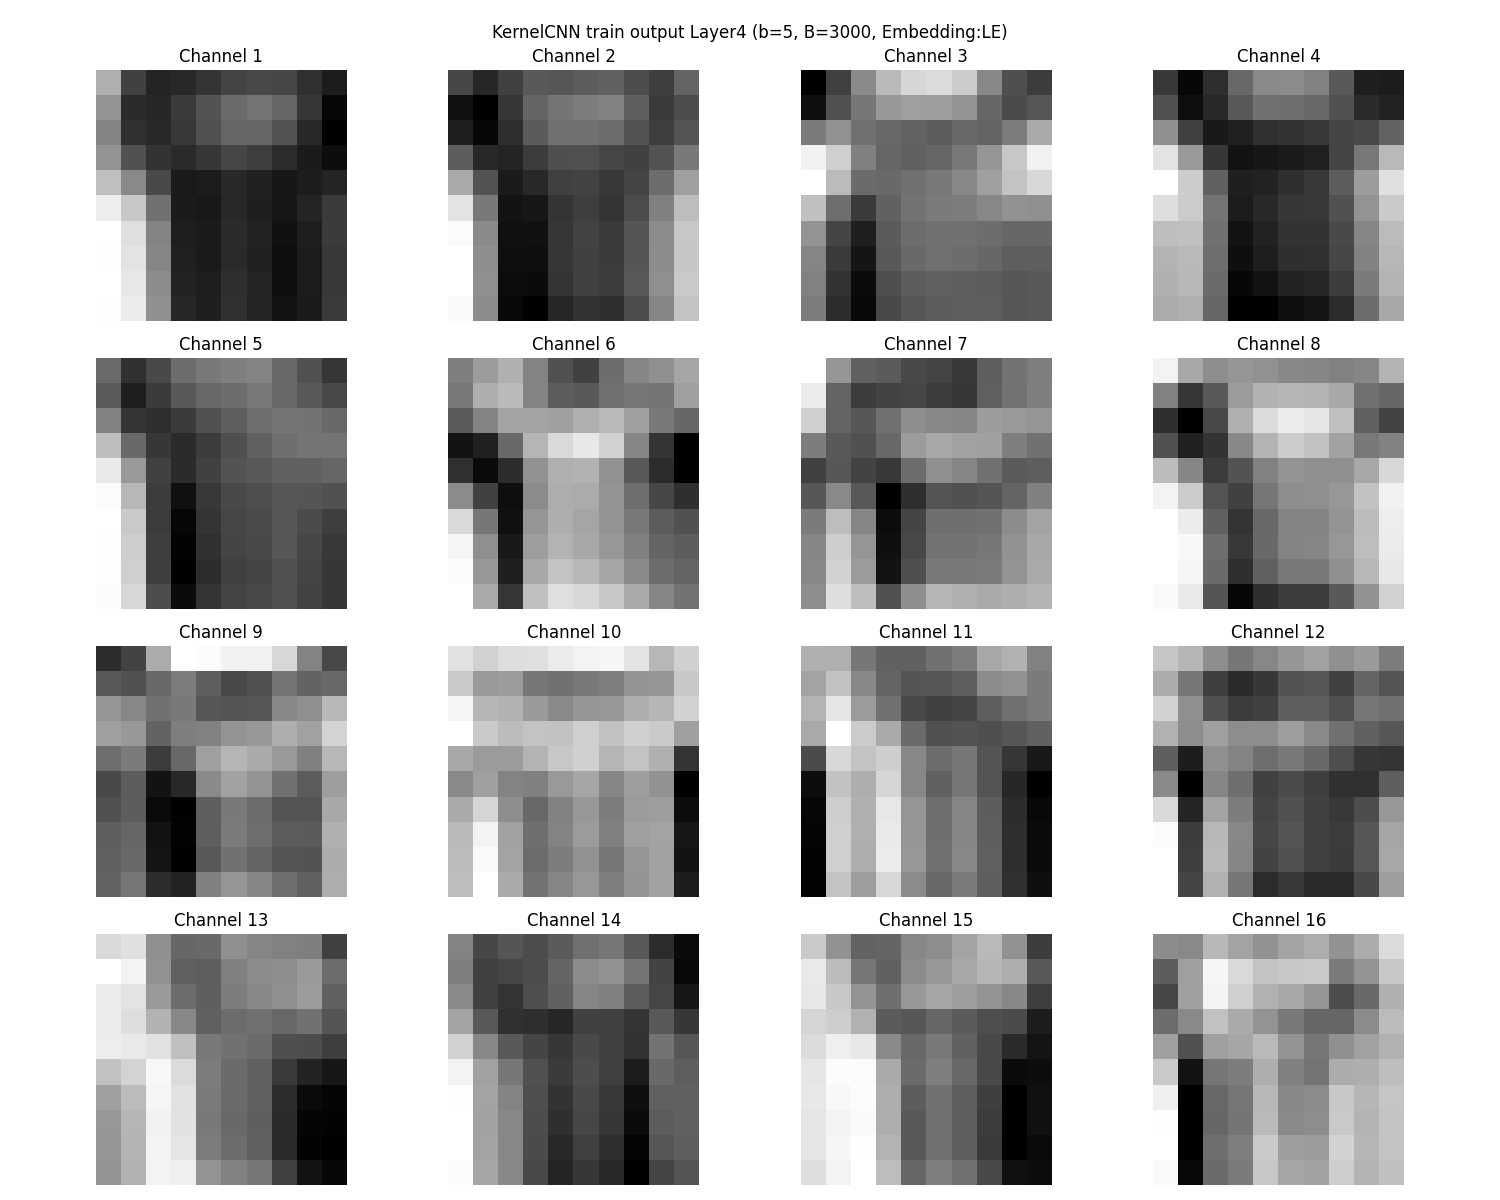 KernelCNN train output Layer4 (b=5, B=3000, Embedding:LE)
Channel 1
Channel 2
Channel 3
Channel 4
Channel 5
Channel 6
Channel 7
Channel 8
Channel 9
Channel 10
Channel 11
Channel 12
Channel 13
Channel 14
Channel 15
Channel 16